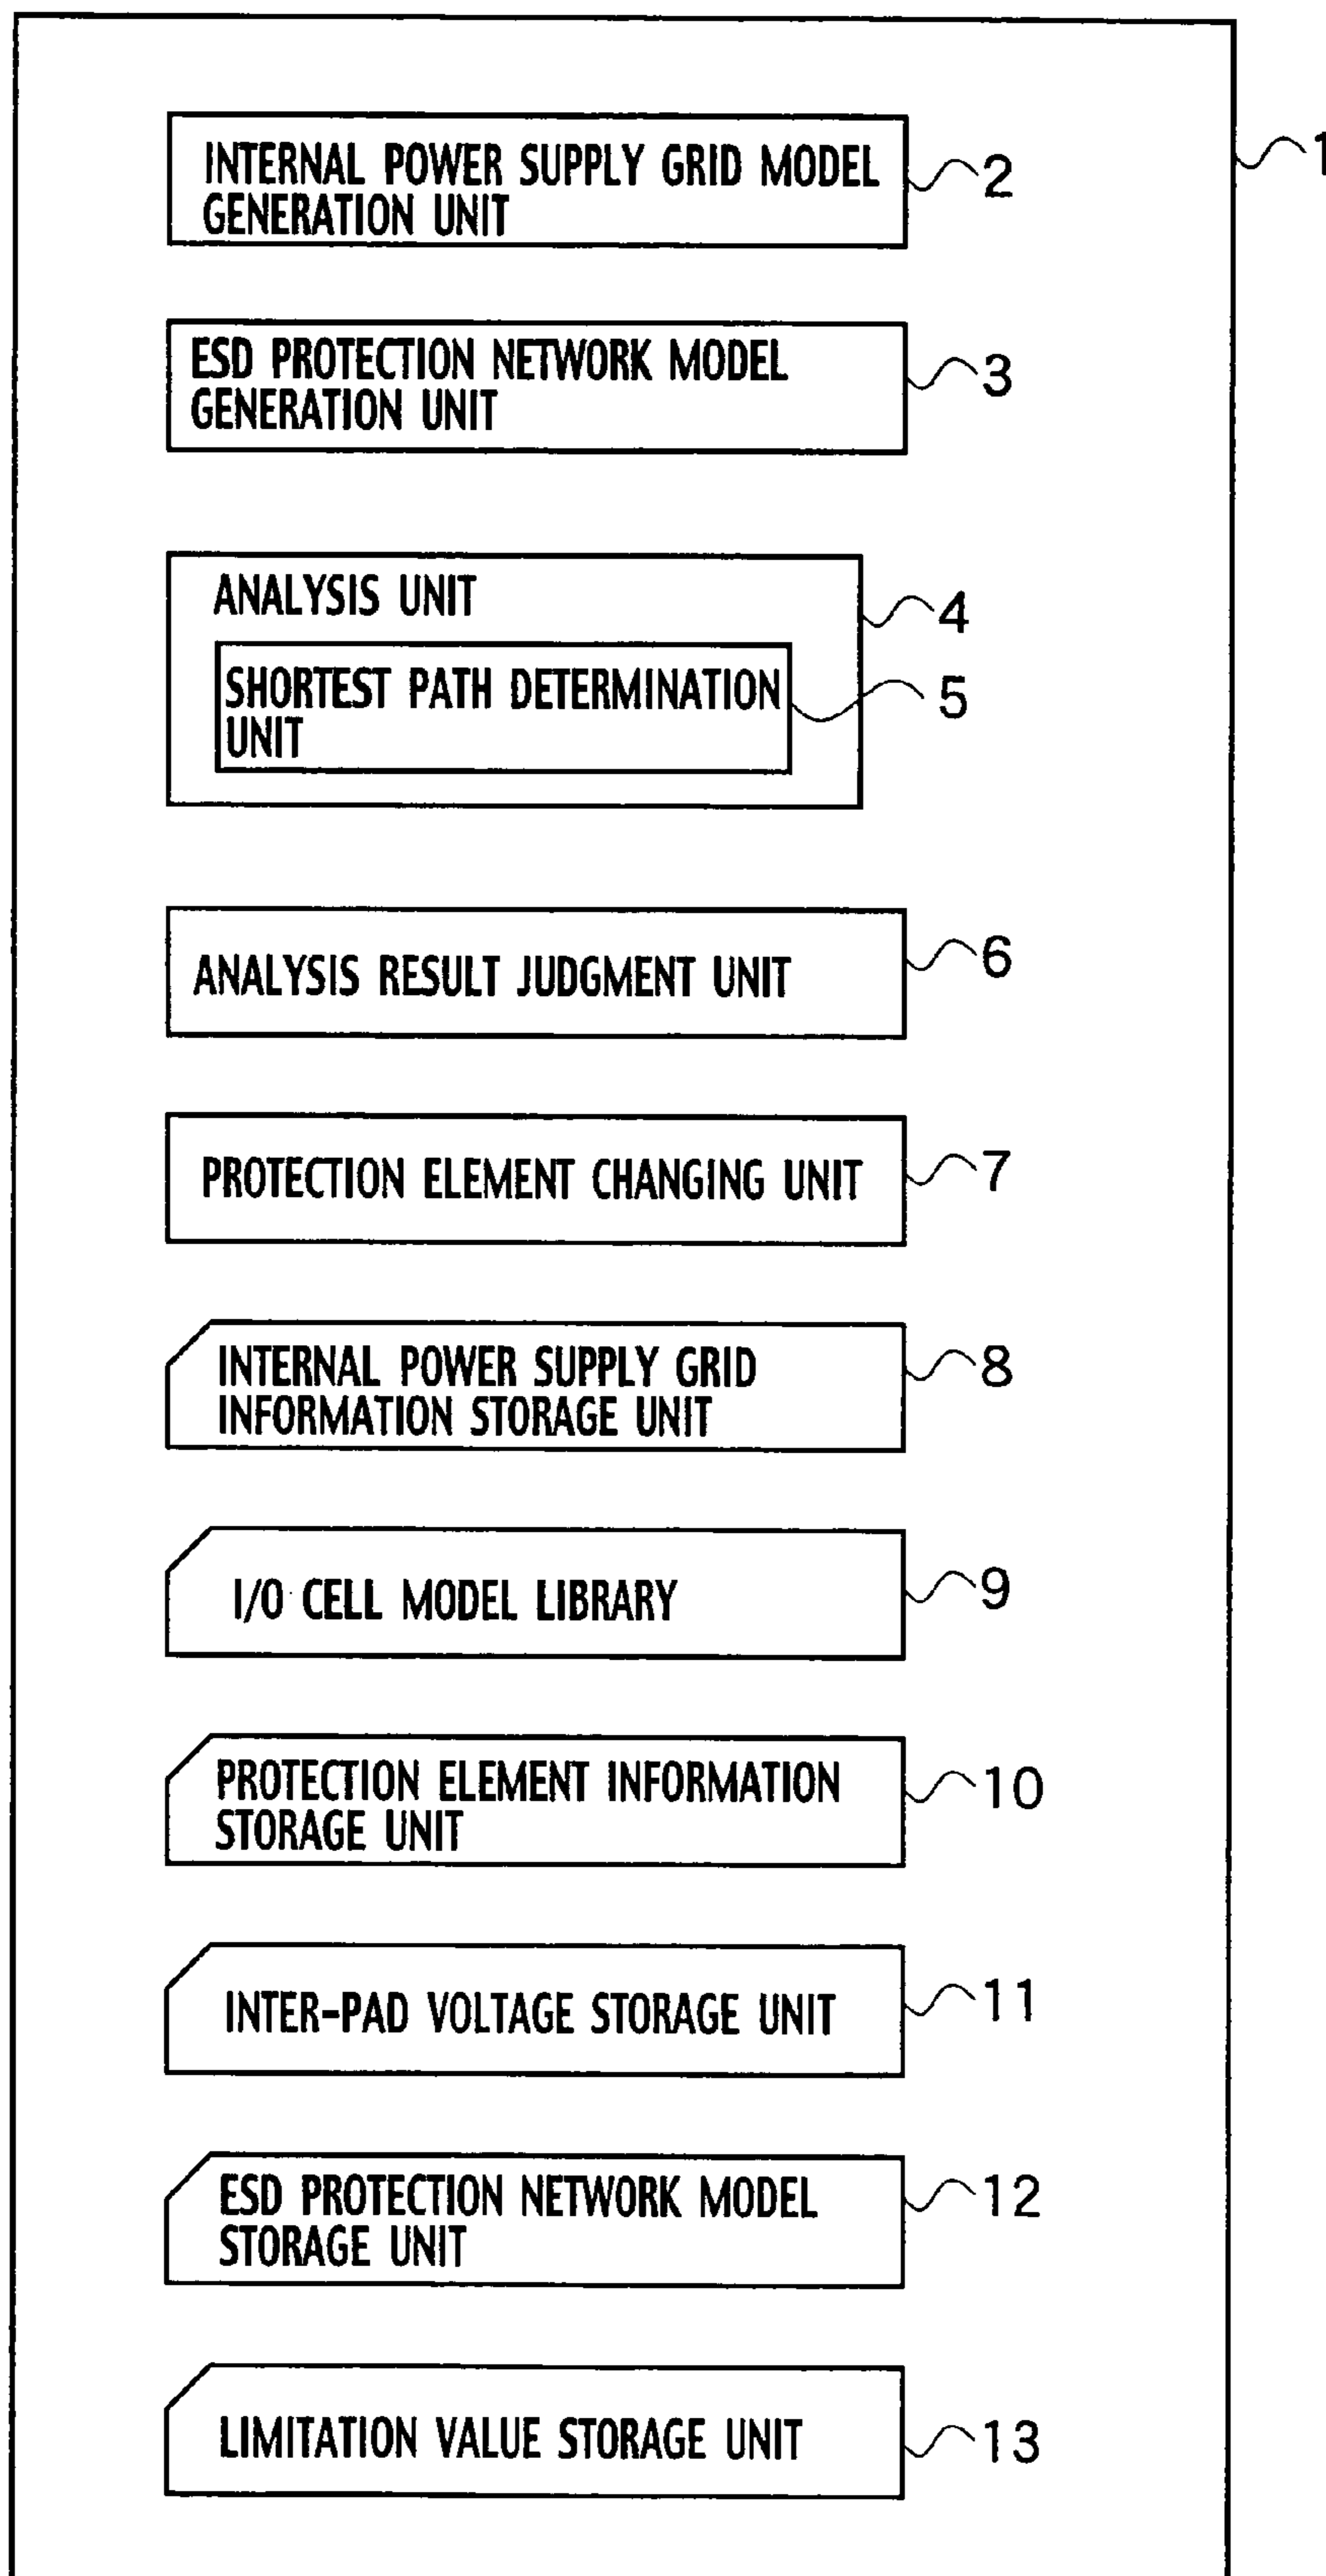 1
INTERNAL POWER SUPPLY GRID MODEL
GENERATION UNIT
2
ESD PROTECTION NETWORK MODEL
GENERATION UNIT
3
ANALYSIS UNIT
4
SHORTEST PATH DETERMINATION
UNIT
5
ANALYSIS RESULT JUDGMENT UNIT
6
PROTECTION ELEMENT CHANGING UNIT
7
INTERNAL POWER SUPPLY GRID
INFORMATION STORAGE UNIT
8
I/O CELL MODEL LIBRARY
9
PROTECTION ELEMENT INFORMATION
STORAGE UNIT
10
INTER-PAD VOLTAGE STORAGE UNIT
11
ESD PROTECTION NETWORK MODEL
STORAGE UNIT
12
LIMITATION VALUE STORAGE UNIT
13